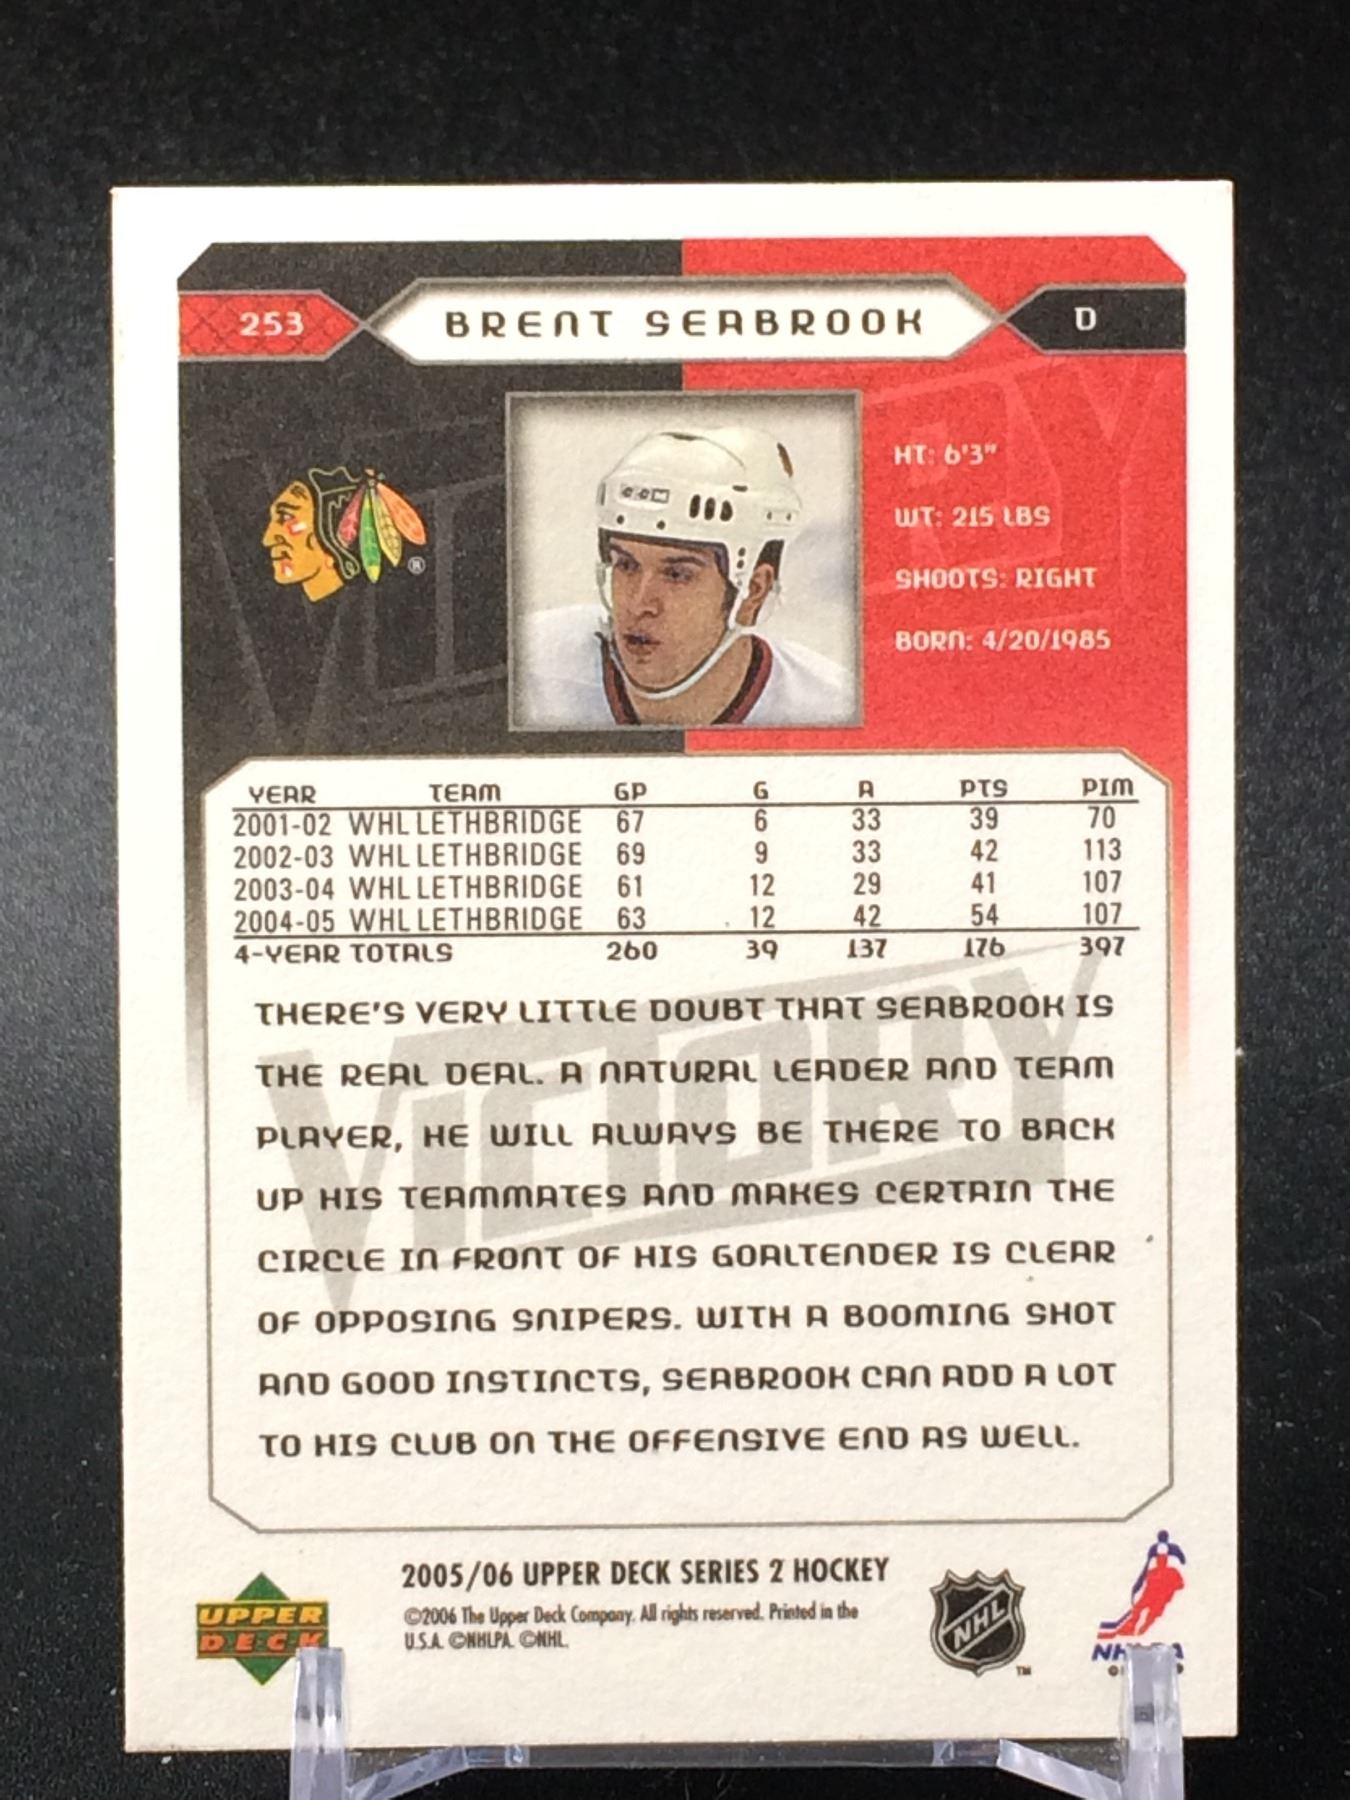 253 BRENT SEABROOK D
CCM
HT: 6'3"
WT: 215 LBS
SHOOTS: RIGHT
BORN: 4/20/1985
®
YEAR TEAM GP G A PTS PIM
2001-02 WHL LETHBRIDGE 67 6 33 39 70
2002-03 WHL LETHBRIDGE 69 9 33 42 113
2003-04 WHL LETHBRIDGE 61 12 29 41 107
2004-05 WHL LETHBRIDGE 63 12 42 54 107
4-YEAR TOTALS 260 39 137 176 397
VICTORY
THERE'S VERY LITTLE DOUBT THAT SEABROOK IS
THE REAL DEAL. A NATURAL LEADER AND TEAM
PLAYER, HE WILL ALWAYS BE THERE TO BACK
UP HIS TEAMMATES AND MAKES CERTAIN THE
CIRCLE IN FRONT OF HIS GOALTENDER IS CLEAR
OF OPPOSING SNIPERS. WITH A BOOMING SHOT
AND GOOD INSTINCTS, SEABROOK CAN ADD A LOT
TO HIS CLUB ON THE OFFENSIVE END AS WELL.
UPPER
DECK
2005/06 UPPER DECK SERIES 2 HOCKEY
©2006 The Upper Deck Company. All rights reserved. Printed in the
U.S.A. ©NHLPA. ©NHL.
NHL
TM